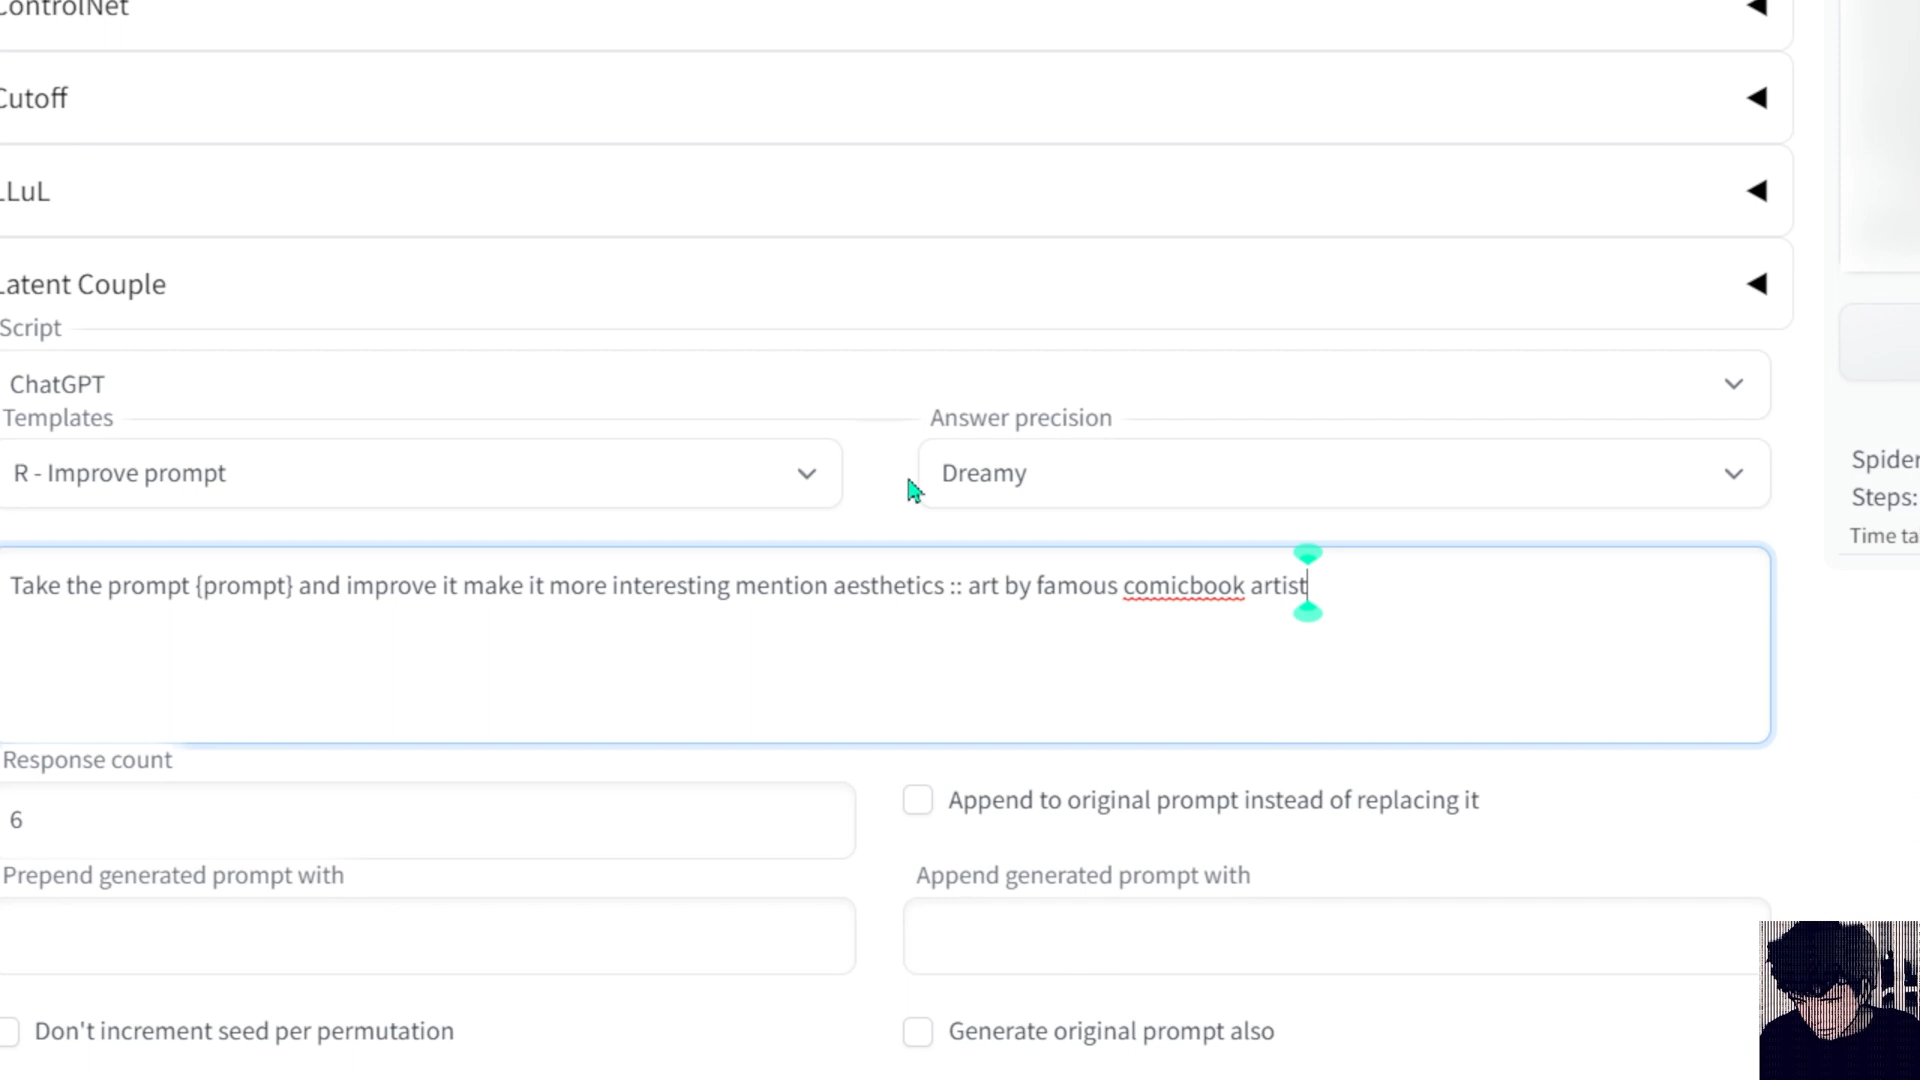 ControlNet
Cutoff
LLuL
Latent Couple
Script
ChatGPT
Templates
Answer precision
R - Improve prompt
Dreamy
Take the prompt {prompt} and improve it make it more interesting mention aesthetics :: art by famous comicbook artist
Response count
6
Append to original prompt instead of replacing it
Prepend generated prompt with
Append generated prompt with
Don't increment seed per permutation
Generate original prompt also
Spider
Steps:
Time ta